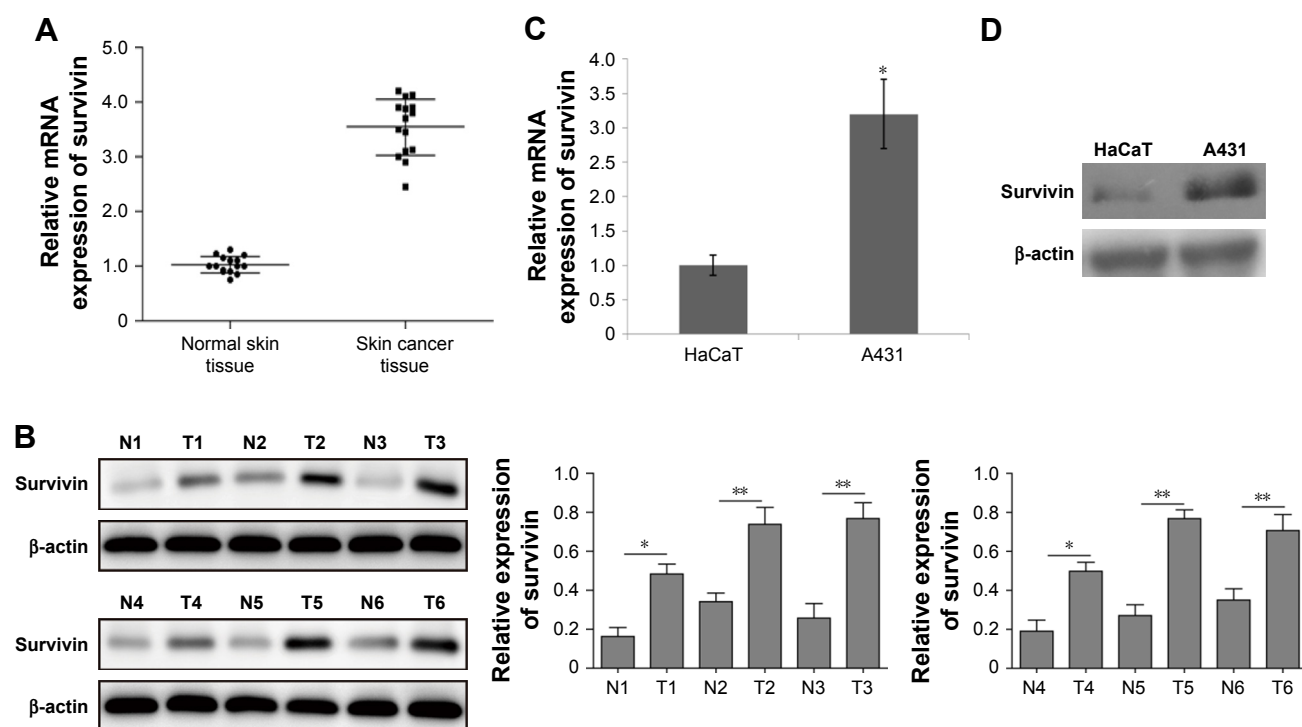 A
Relative mRNA
expression of survivin
5.0
4.0
3.0
2.0
1.0
0
Normal skin
tissue
Skin cancer
tissue
C
Relative mRNA
expression of survivin
4.0
3.5
3.0
2.5
2.0
1.5
1.0
0.5
0
*
HaCaT
A431
D
HaCaT A431
Survivin
β-actin
B
N1 T1 N2 T2 N3 T3
Survivin
β-actin
N4 T4 N5 T5 N6 T6
Survivin
β-actin
Relative expression
of survivin
1.0
0.8
0.6
0.4
0.2
0
*
**
**
N1 T1 N2 T2 N3 T3
Relative expression
of survivin
1.0
0.8
0.6
0.4
0.2
0
*
**
**
N4 T4 N5 T5 N6 T6